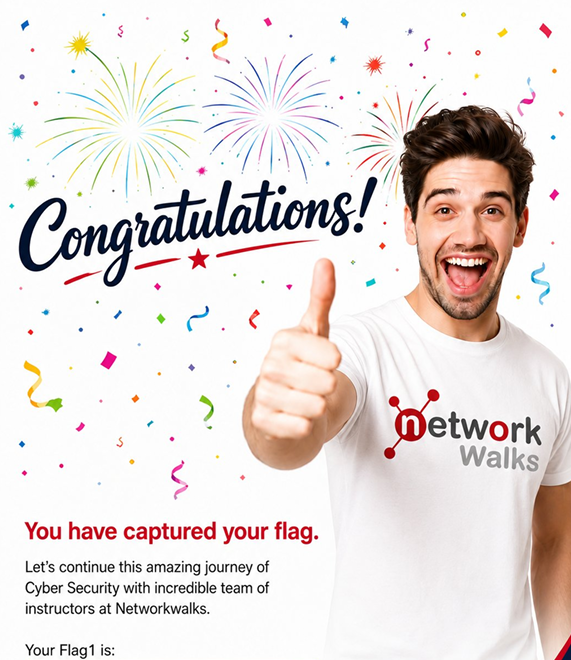 Congratulations!
network
Walks
You have captured your flag.
Let's continue this amazing journey of
Cyber Security with incredible team of
instructors at Networkwalks.
Your Flag1 is: